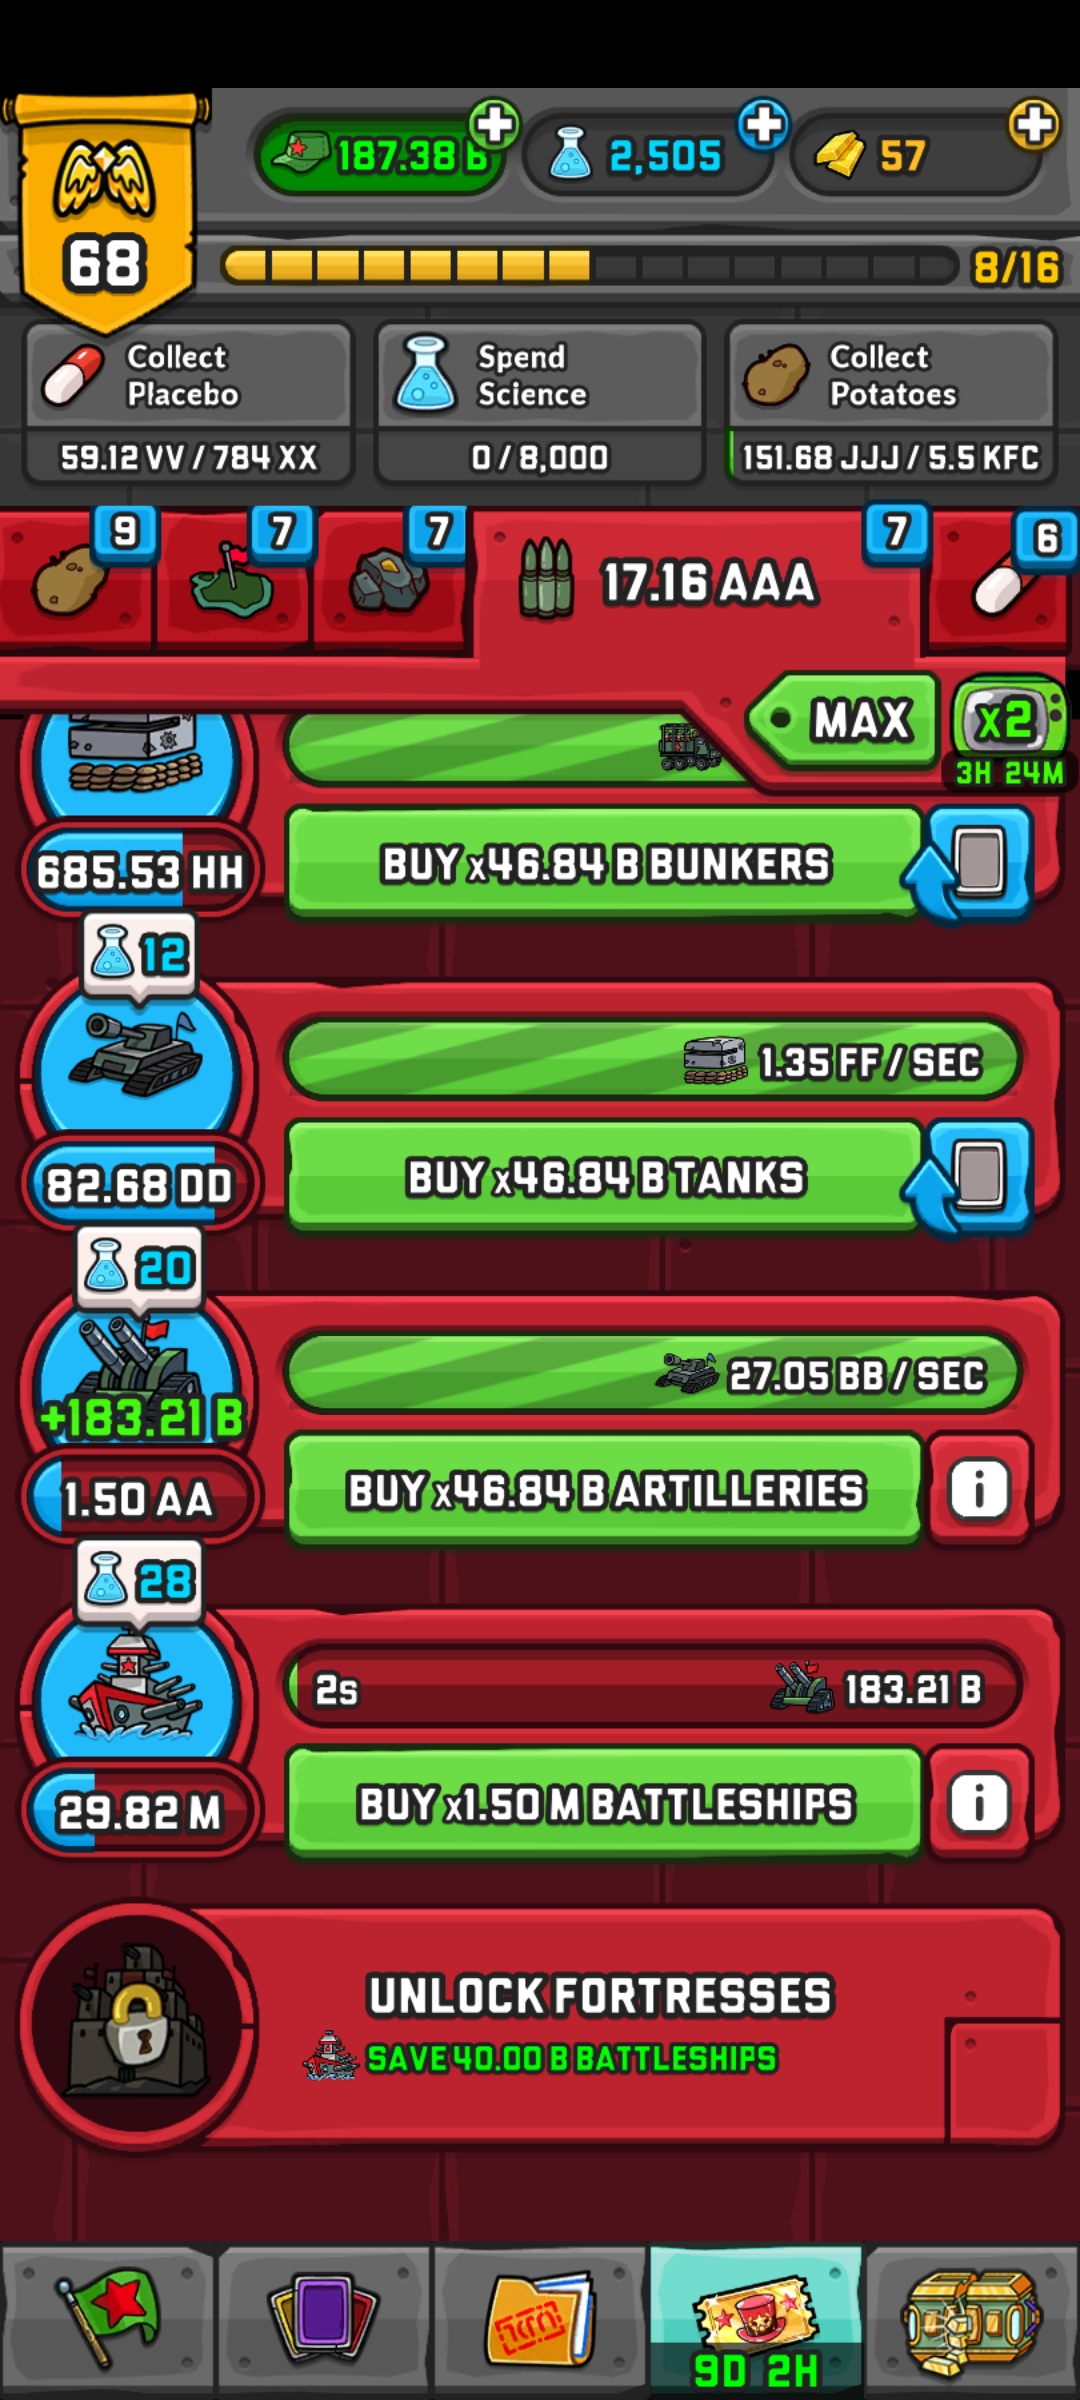 187.38 B
2,505
57
68
8/16
Collect
Placebo
59.12 VV / 784 XX
Spend
Science
0 / 8,000
Collect
Potatoes
151.68 JJJ / 5.5 KFC
9
7
7
17.16 AAA
7
6
MAX
x2
3H 24M
685.53 HH
BUY x46.84 B BUNKERS
12
1.35 FF / SEC
82.68 DD
BUY x46.84 B TANKS
20
27.05 BB / SEC
+183.21 B
1.50 AA
BUY x46.84 B ARTILLERIES
i
28
2s
183.21 B
29.82 M
BUY x1.50 M BATTLESHIPS
i
UNLOCK FORTRESSES
SAVE 40.00 B BATTLESHIPS
9D 2H